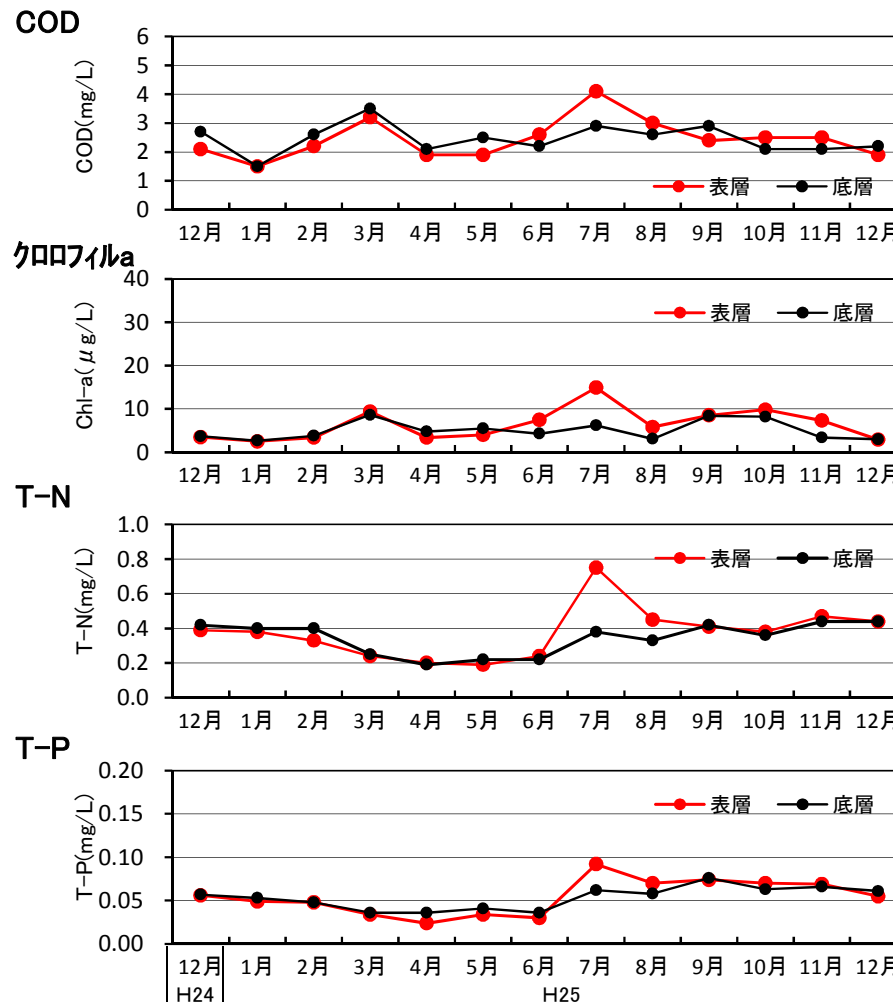 COD
COD(mg/L)
6
5
4
3
2
1
0
表層 底層
12月 1月 2月 3月 4月 5月 6月 7月 8月 9月 10月 11月 12月
クロロフィルa
Chl-a(μg/L)
40
30
20
10
0
表層 底層
12月 1月 2月 3月 4月 5月 6月 7月 8月 9月 10月 11月 12月
T-N
T-N(mg/L)
1.0
0.8
0.6
0.4
0.2
0.0
表層 底層
12月 1月 2月 3月 4月 5月 6月 7月 8月 9月 10月 11月 12月
T-P
T-P(mg/L)
0.20
0.15
0.10
0.05
0.00
表層 底層
12月 1月 2月 3月 4月 5月 6月 7月 8月 9月 10月 11月 12月
H24 H25